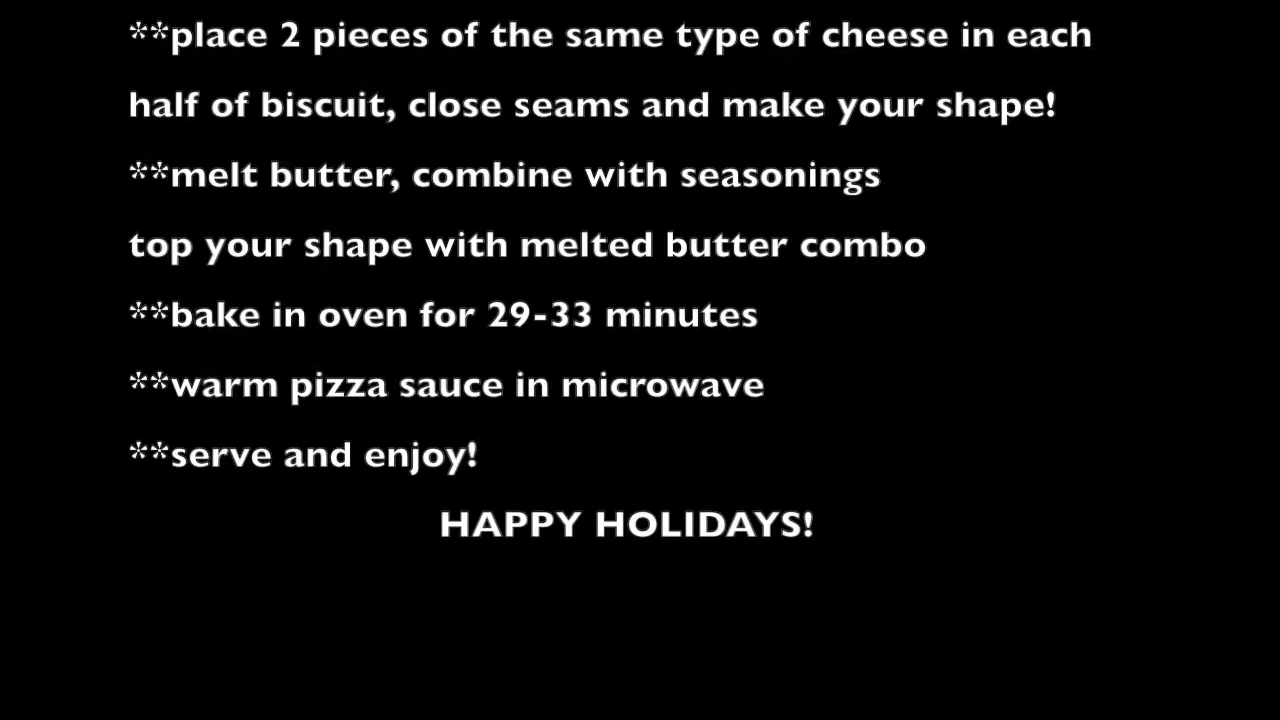 **place 2 pieces of the same type of cheese in each
half of biscuit, close seams and make your shape!
**melt butter, combine with seasonings
top your shape with melted butter combo
**bake in oven for 29-33 minutes
**warm pizza sauce in microwave
**serve and enjoy!
HAPPY HOLIDAYS!